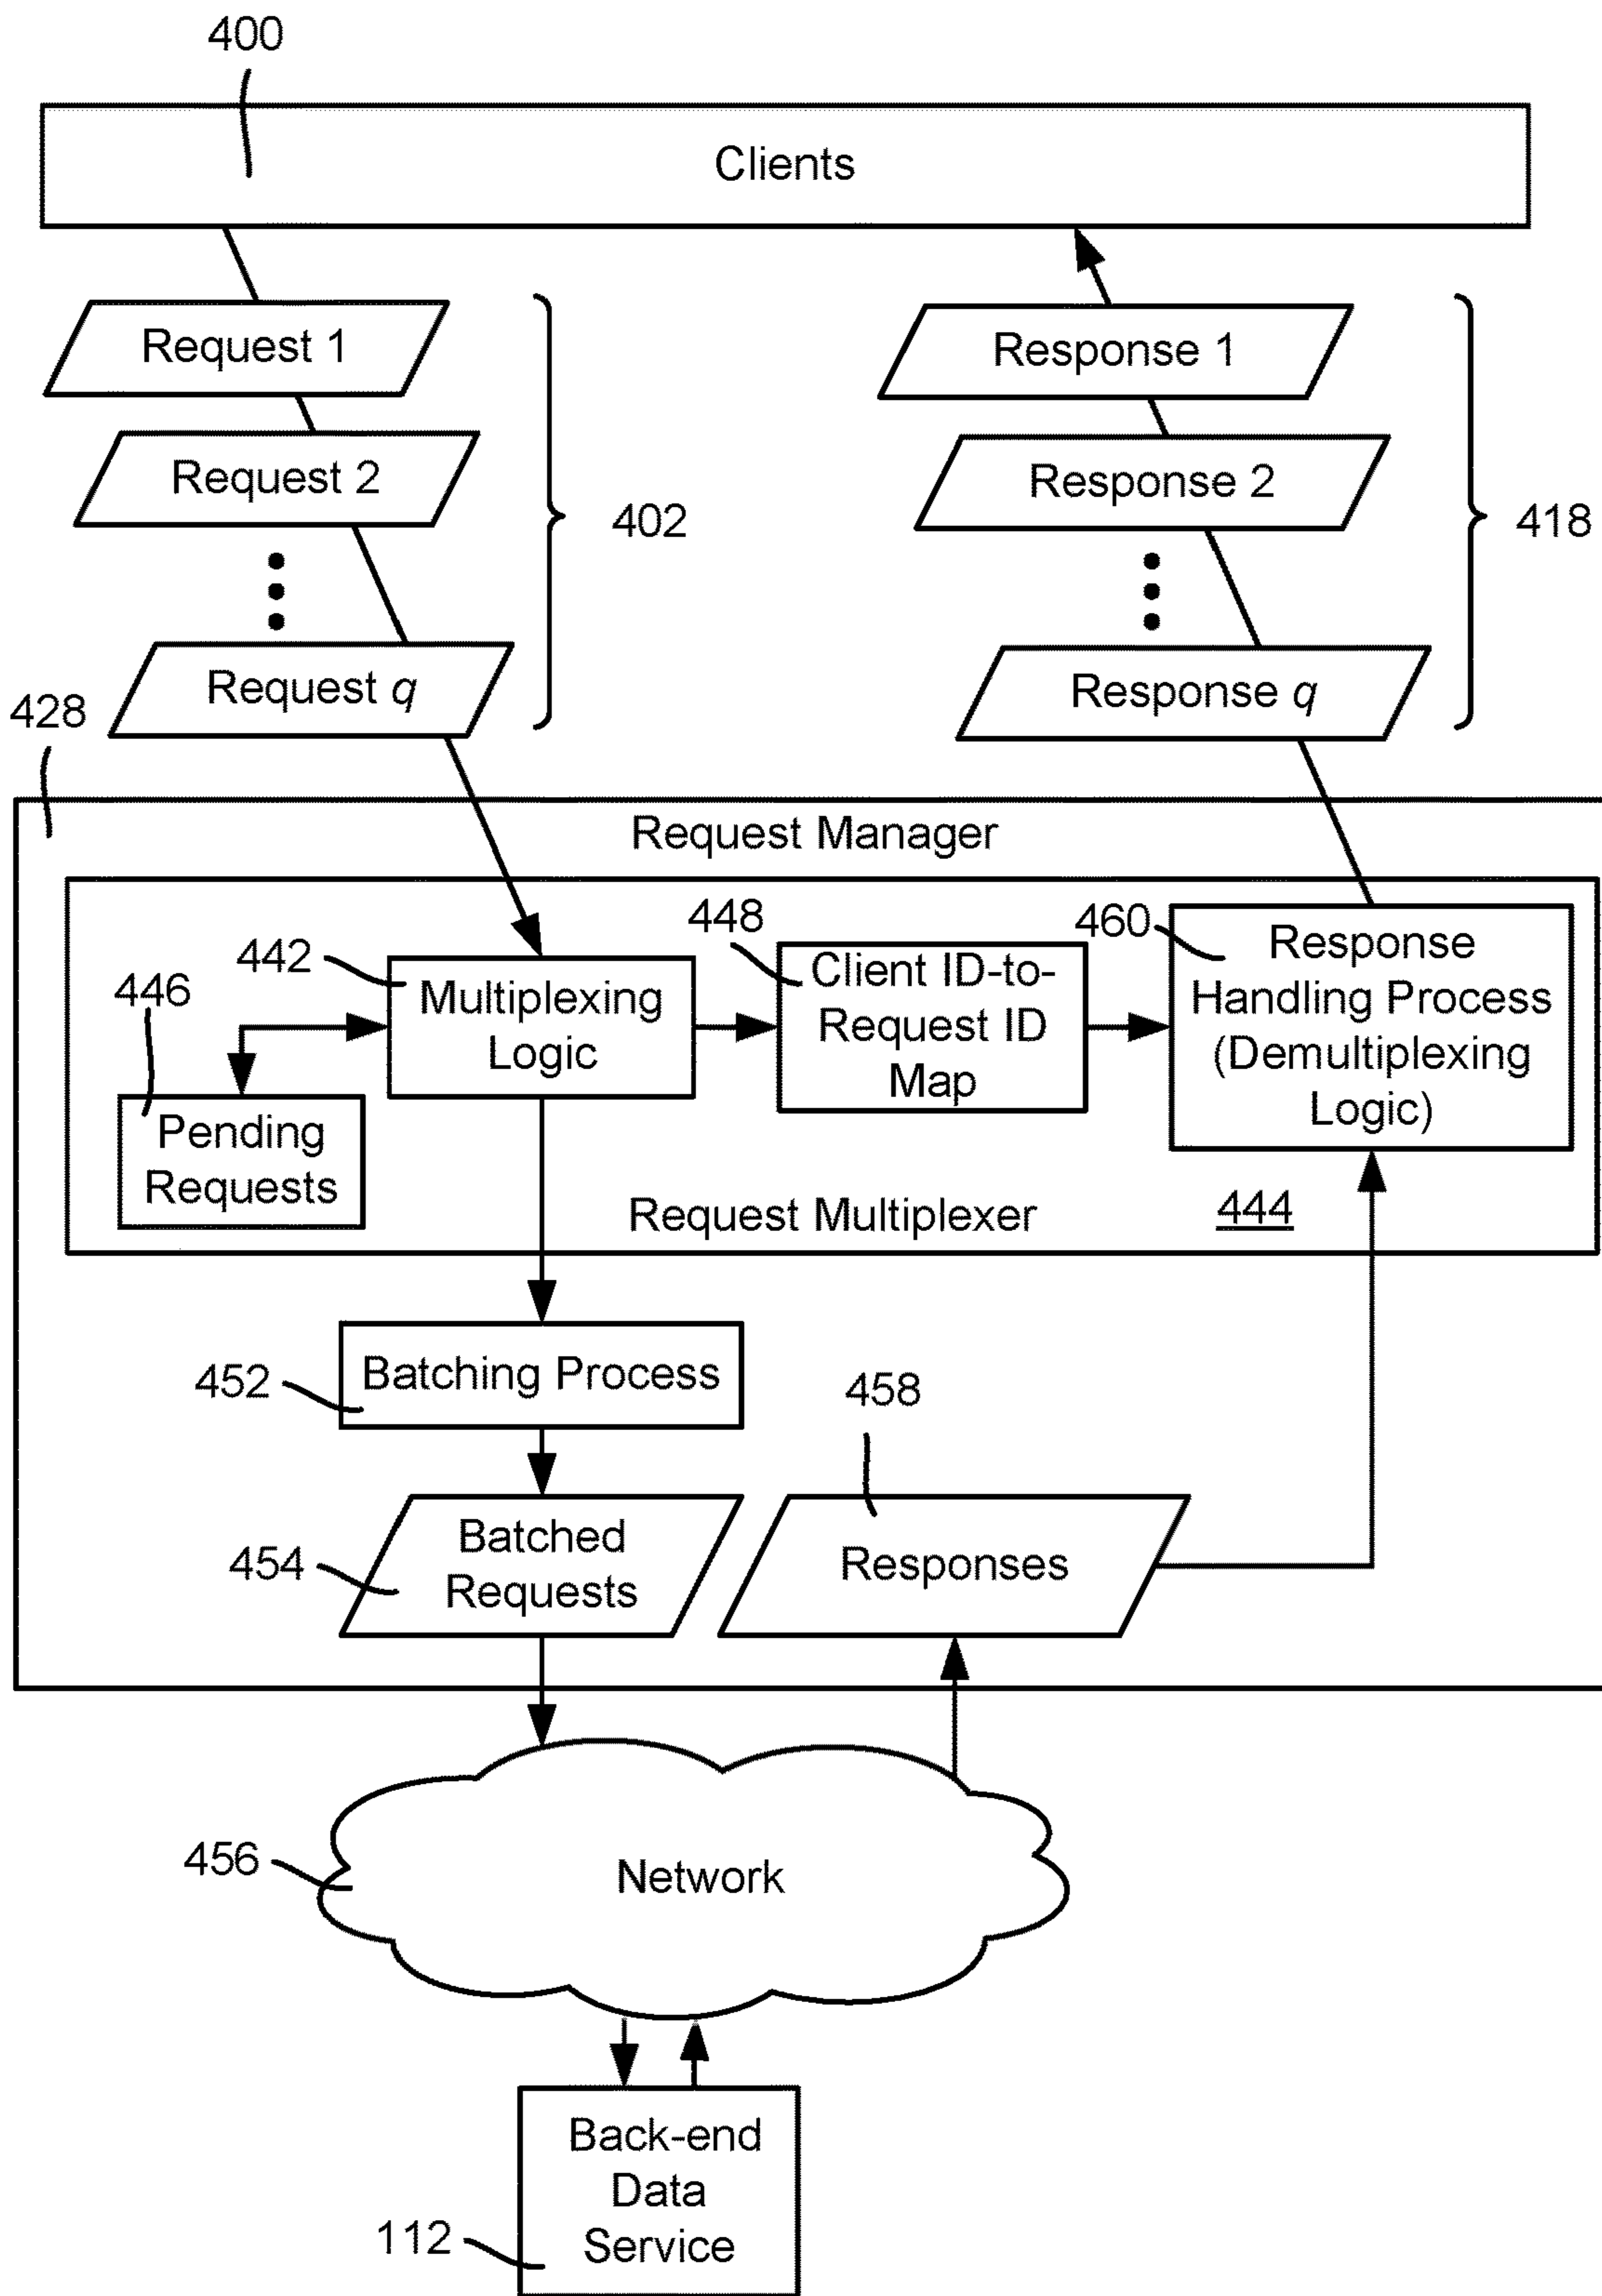 400
Clients
Request 1
Response 1
Request 2
Response 2
402
418
Request q
Response q
428
Request Manager
442
448
460
446
Multiplexing
Logic
Client ID-to-
Request ID
Map
Response
Handling Process
(Demultiplexing
Logic)
Pending
Requests
Request Multiplexer
444
452
Batching Process
458
454
Batched
Requests
Responses
456
Network
Back-end
Data
Service
112